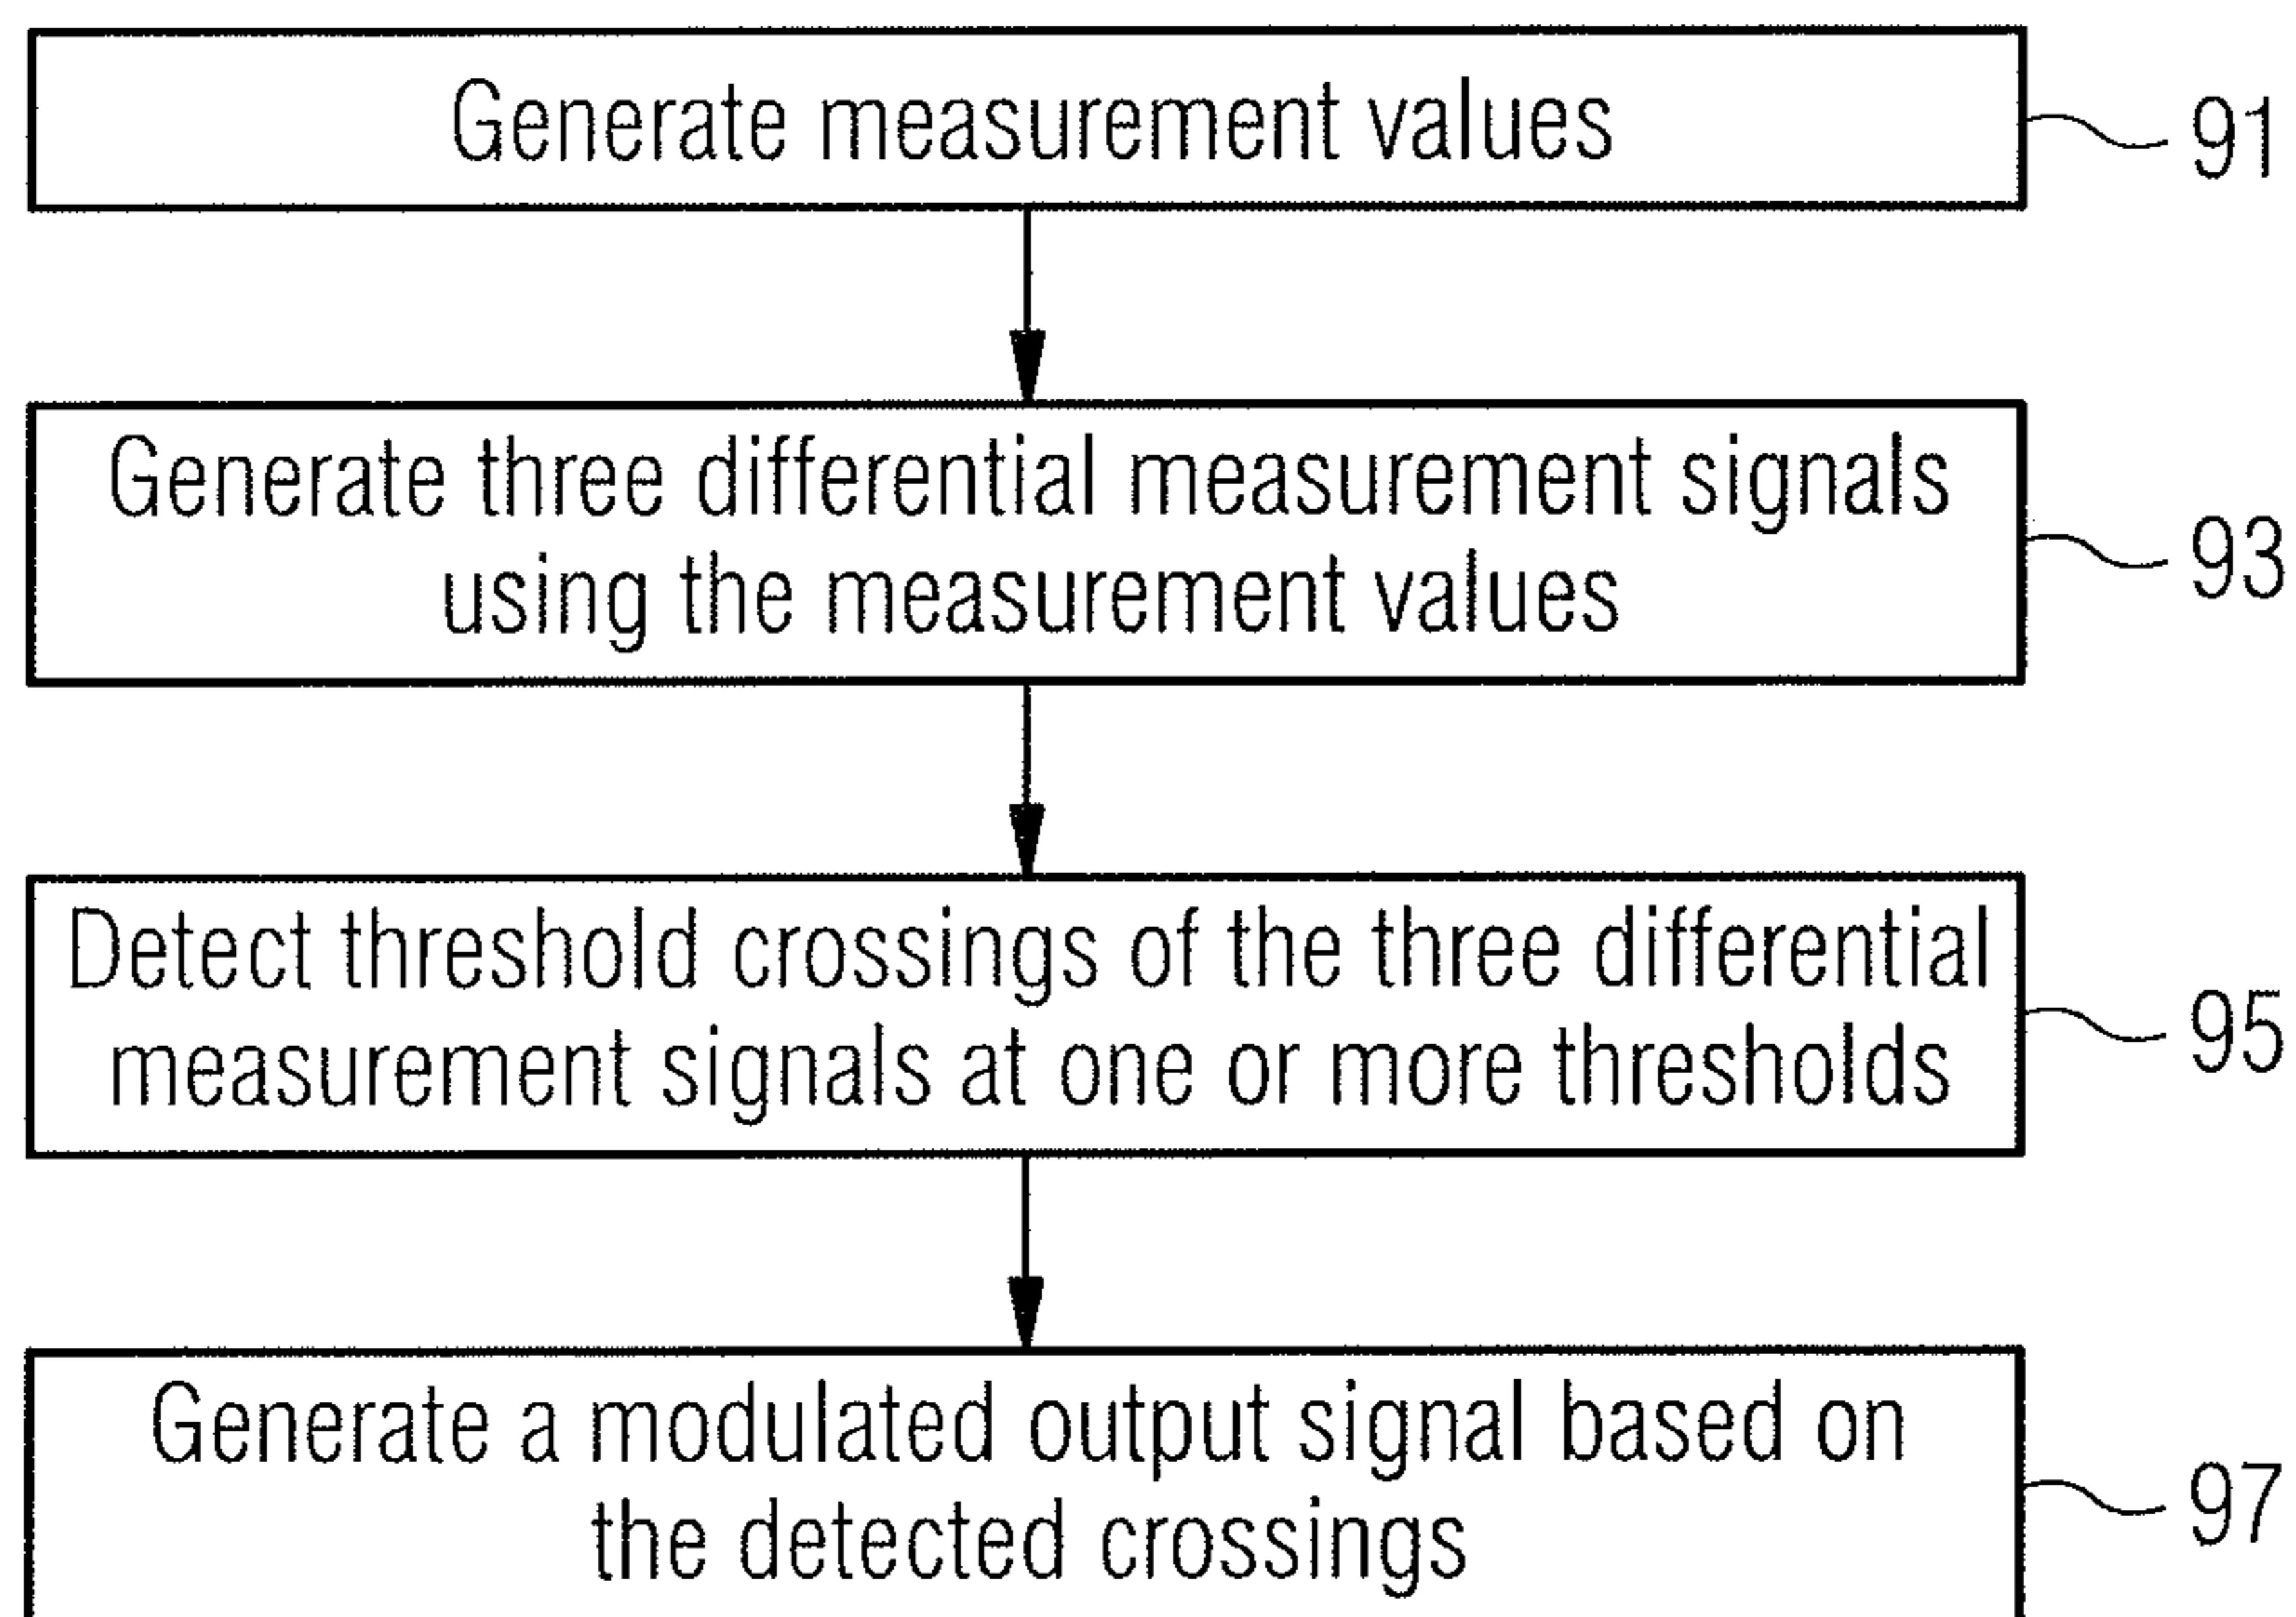 Generate measurement values
91
Generate three differential measurement signals
using the measurement values
93
Detect threshold crossings of the three differential
measurement signals at one or more thresholds
95
Generate a modulated output signal based on
the detected crossings
97